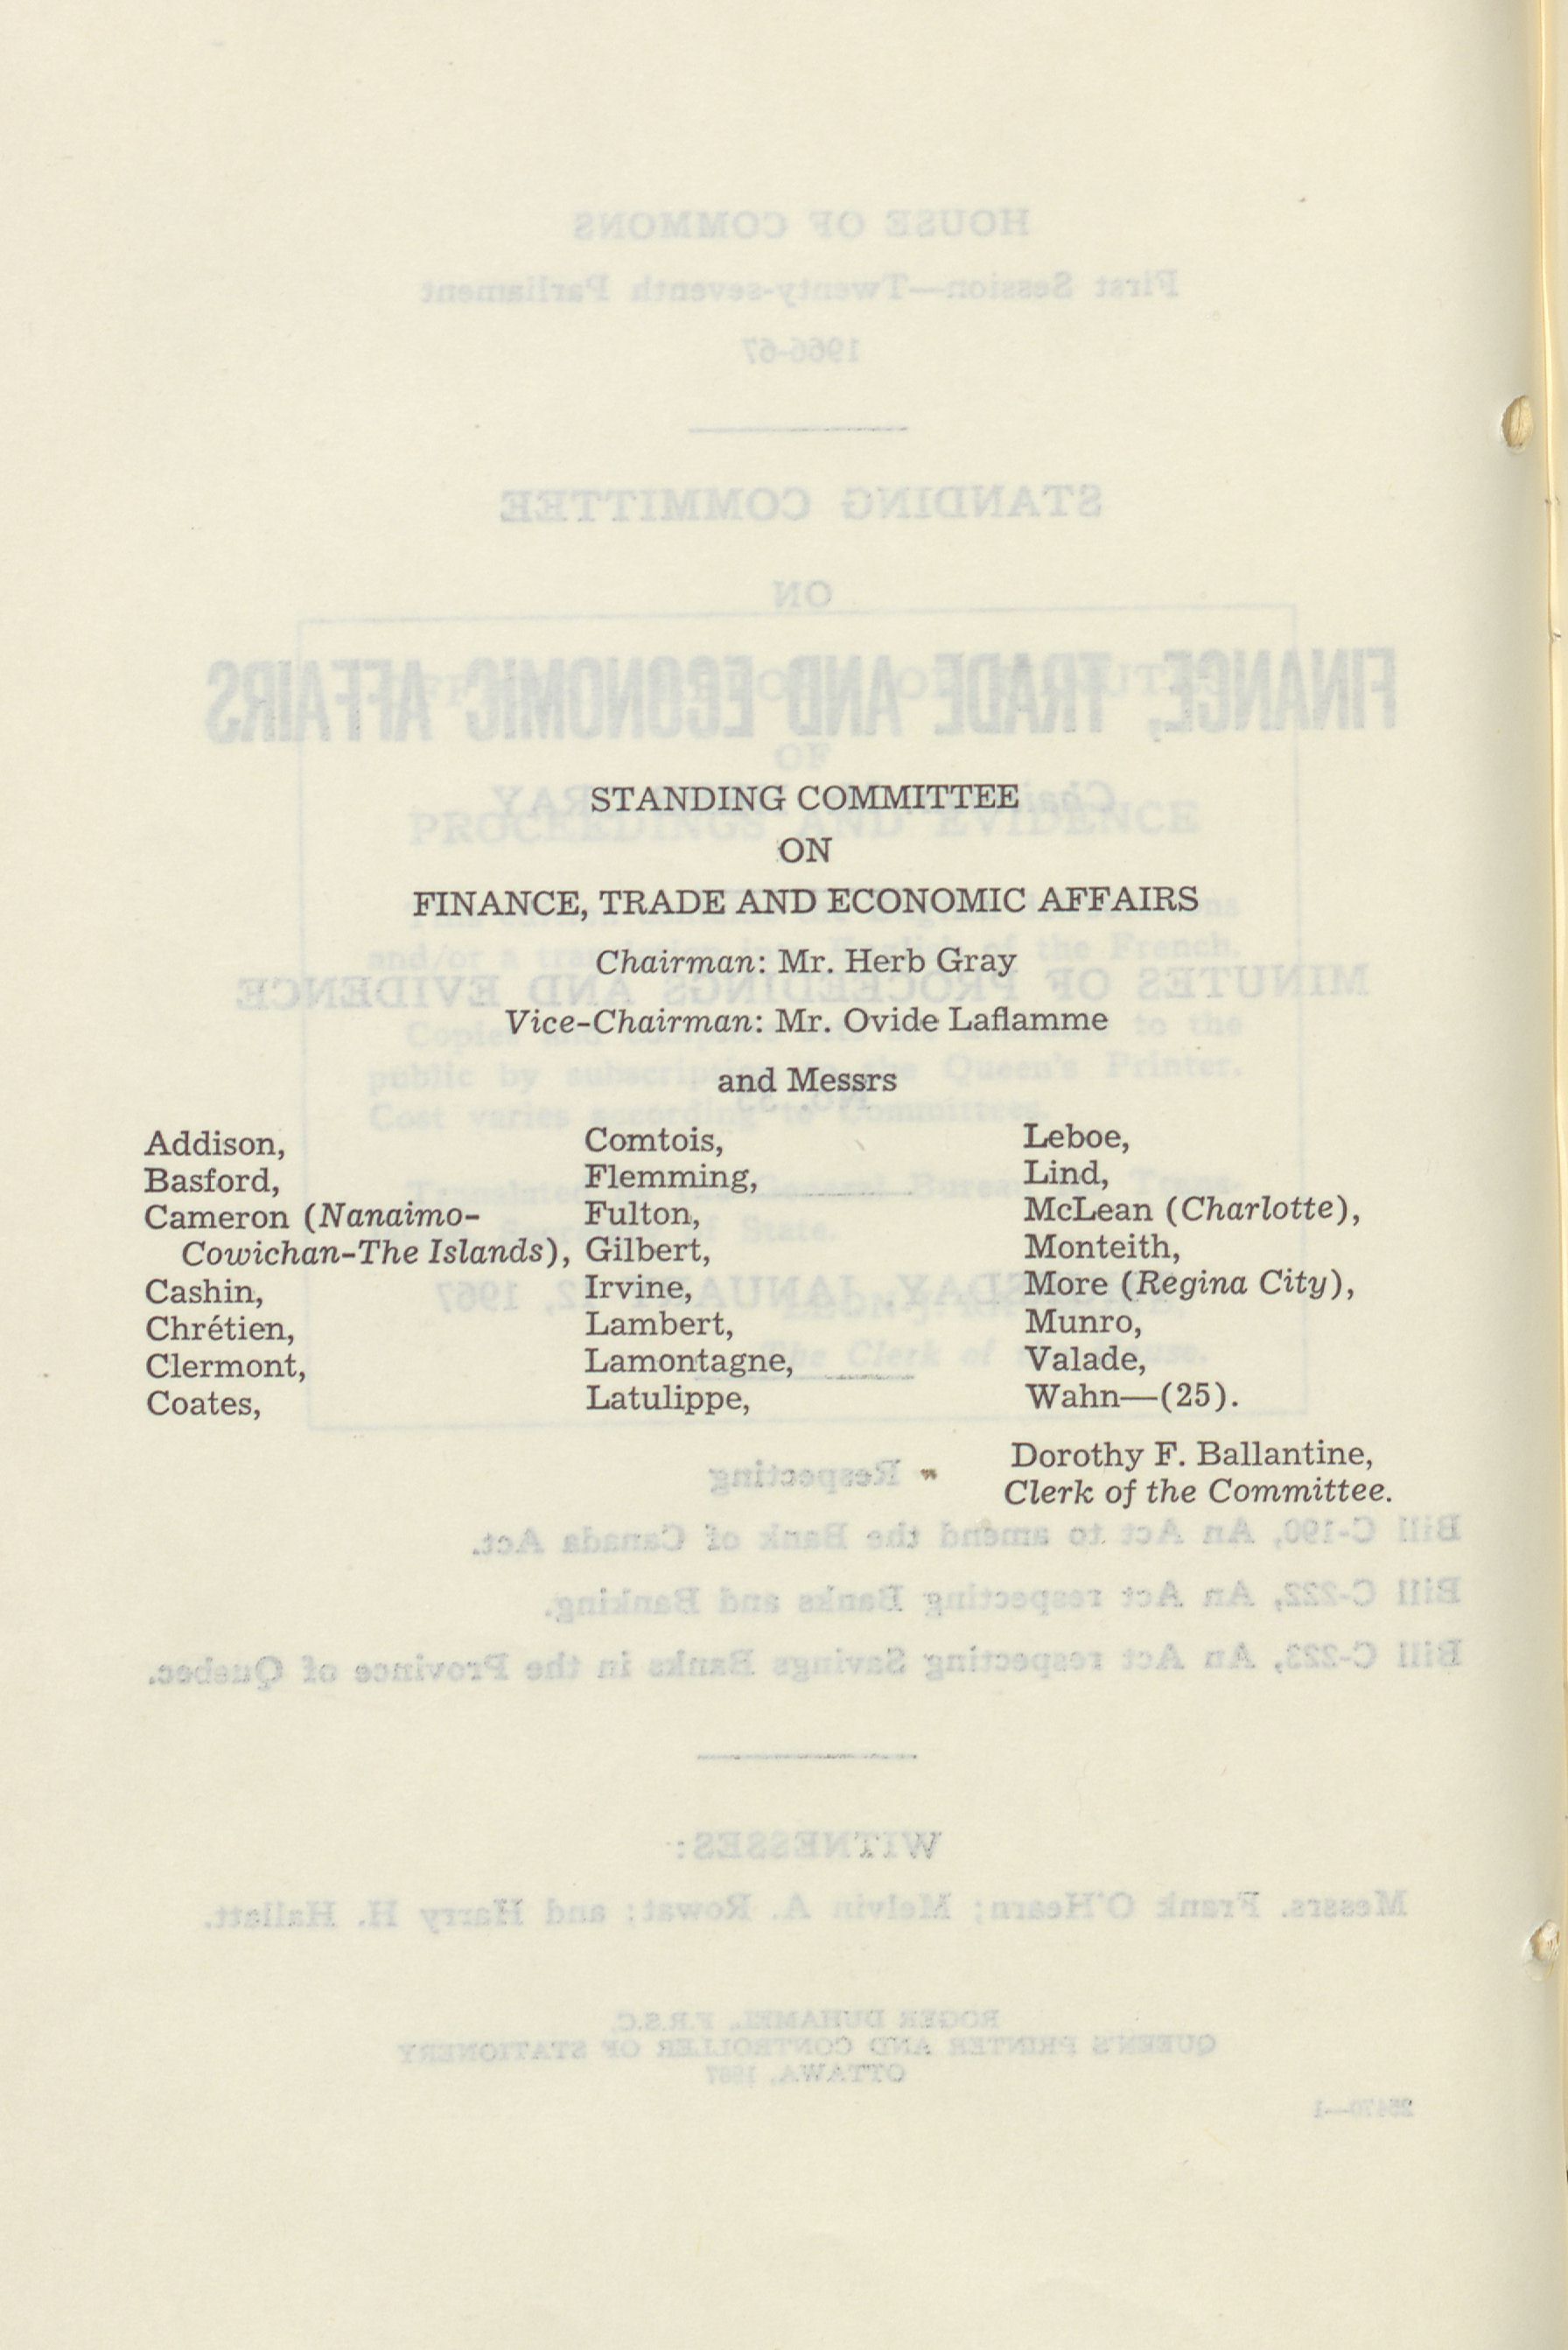 STANDING COMMITTEE
ON
FINANCE, TRADE AND ECONOMIC AFFAIRS
Chairman: Mr. Herb Gray
Vice-Chairman: Mr. Ovide Laflamme
and Messrs
Addison,
Basford,
Cameron (Nanaimo-
Cowichan-The Islands),
Cashin,
Chrétien,
Clermont,
Coates,
Comtois,
Flemming,
Fulton,
Gilbert,
Irvine,
Lambert,
Lamontagne,
Latulippe,
Leboe,
Lind,
McLean (Charlotte),
Monteith,
More (Regina City),
Munro,
Valade,
Wahn—(25).
Dorothy F. Ballantine,
Clerk of the Committee.